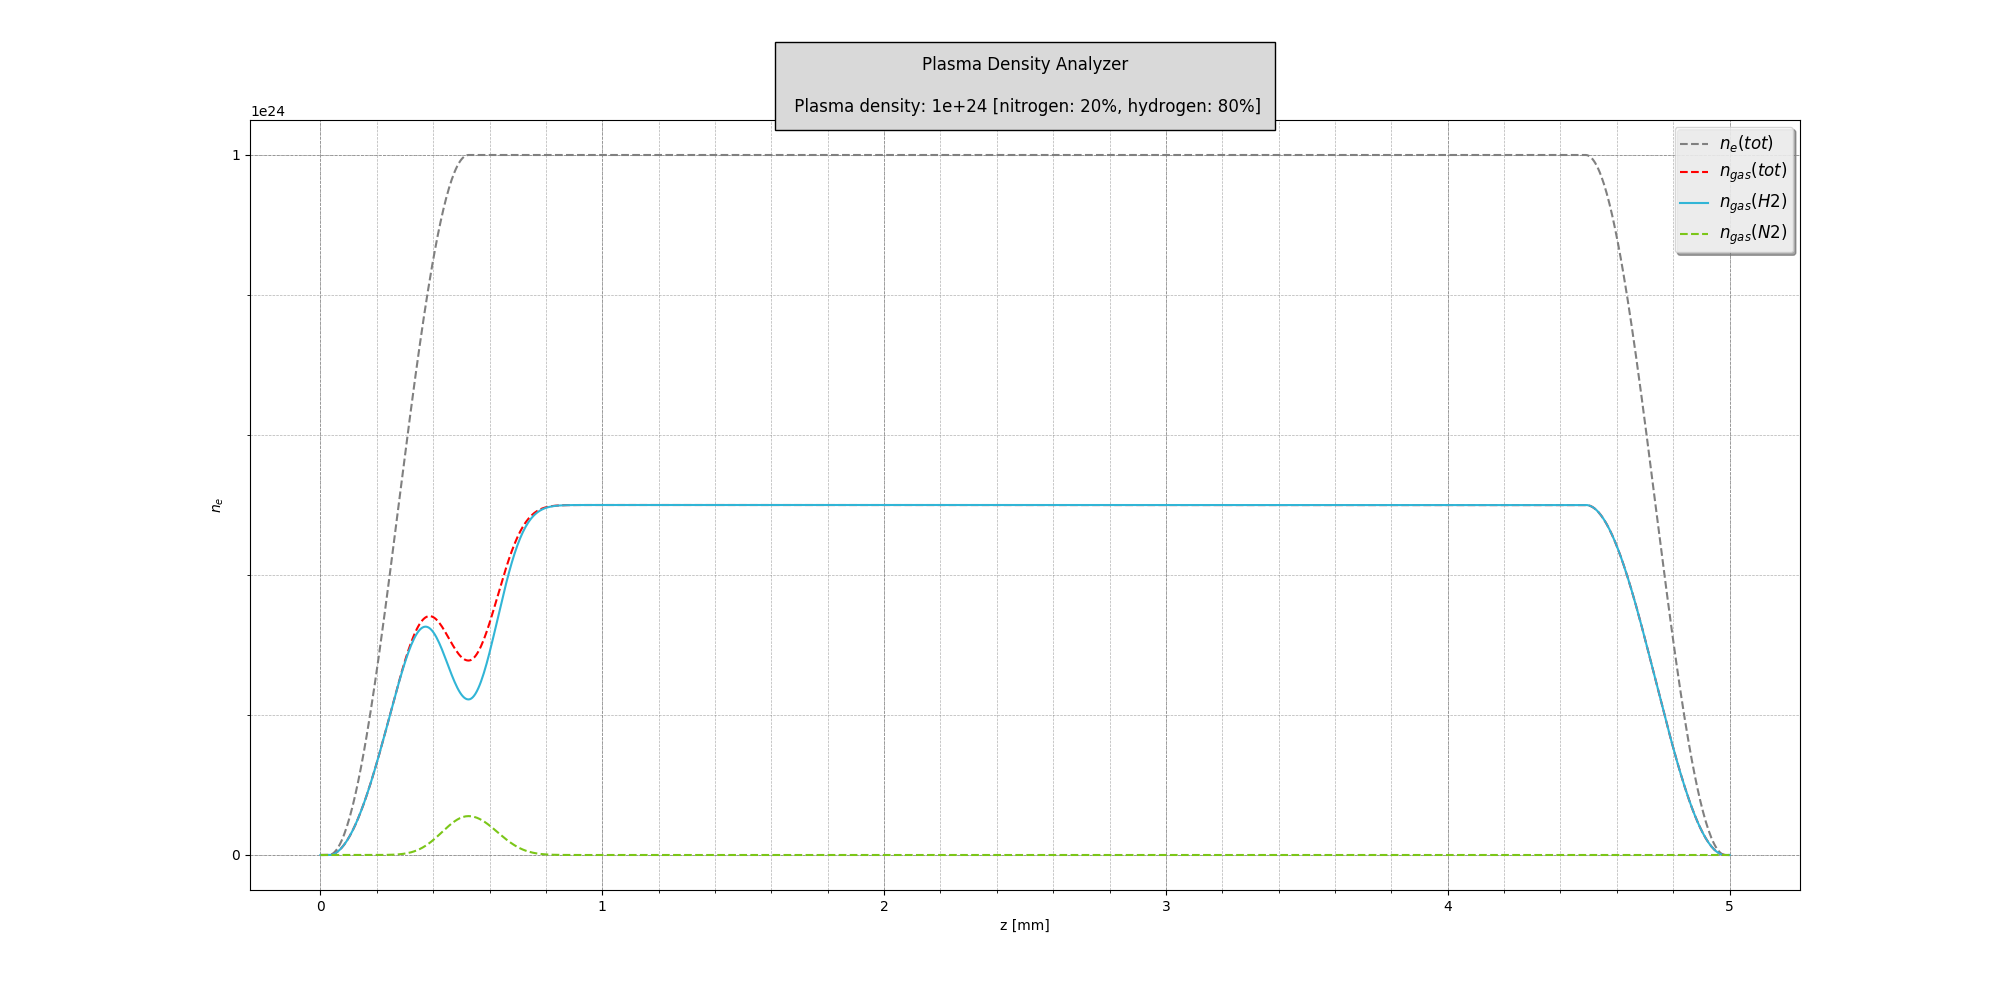 Plasma Density Analyzer
Plasma density: 1e+24 [nitrogen: 20%, hydrogen: 80%]
1e24
n_e(tot)
n_gas(tot)
n_gas(H2)
n_gas(N2)
1
0
n_e
0 1 2 3 4 5
z [mm]